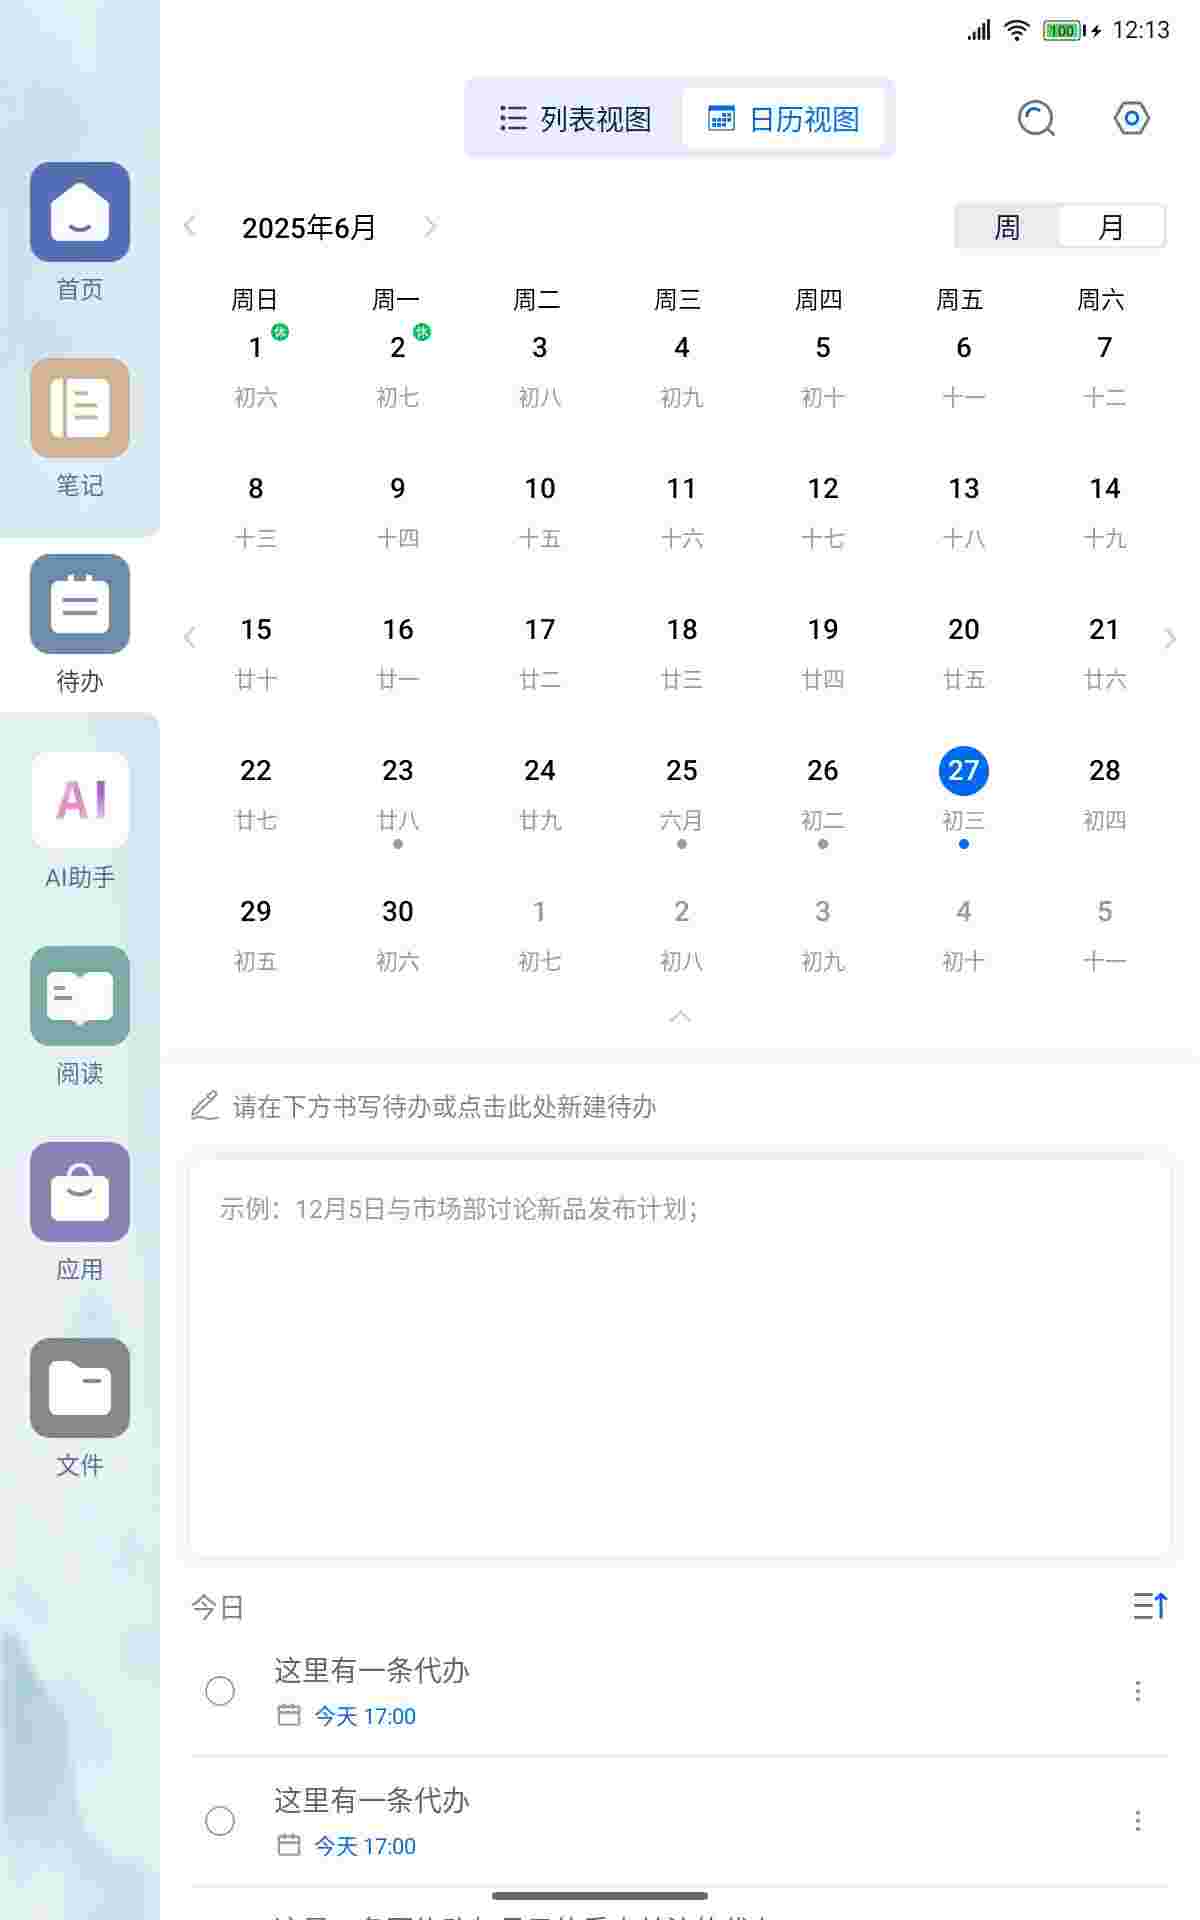 100 12:13
列表视图 日历视图
首页
笔记
待办
AI
AI助手
阅读
应用
文件
2025年6月 周 月
周日 周一 周二 周三 周四 周五 周六
1 休 2 休 3 4 5 6 7
初六 初七 初八 初九 初十 十一 十二
8 9 10 11 12 13 14
十三 十四 十五 十六 十七 十八 十九
15 16 17 18 19 20 21
廿十 廿一 廿二 廿三 廿四 廿五 廿六
22 23 24 25 26 27 28
廿七 廿八 廿九 六月 初二 初三 初四
29 30 1 2 3 4 5
初五 初六 初七 初八 初九 初十 十一
请在下方书写待办或点击此处新建待办
示例：12月5日与市场部讨论新品发布计划；
今日
这里有一条代办
今天 17:00
这里有一条代办
今天 17:00